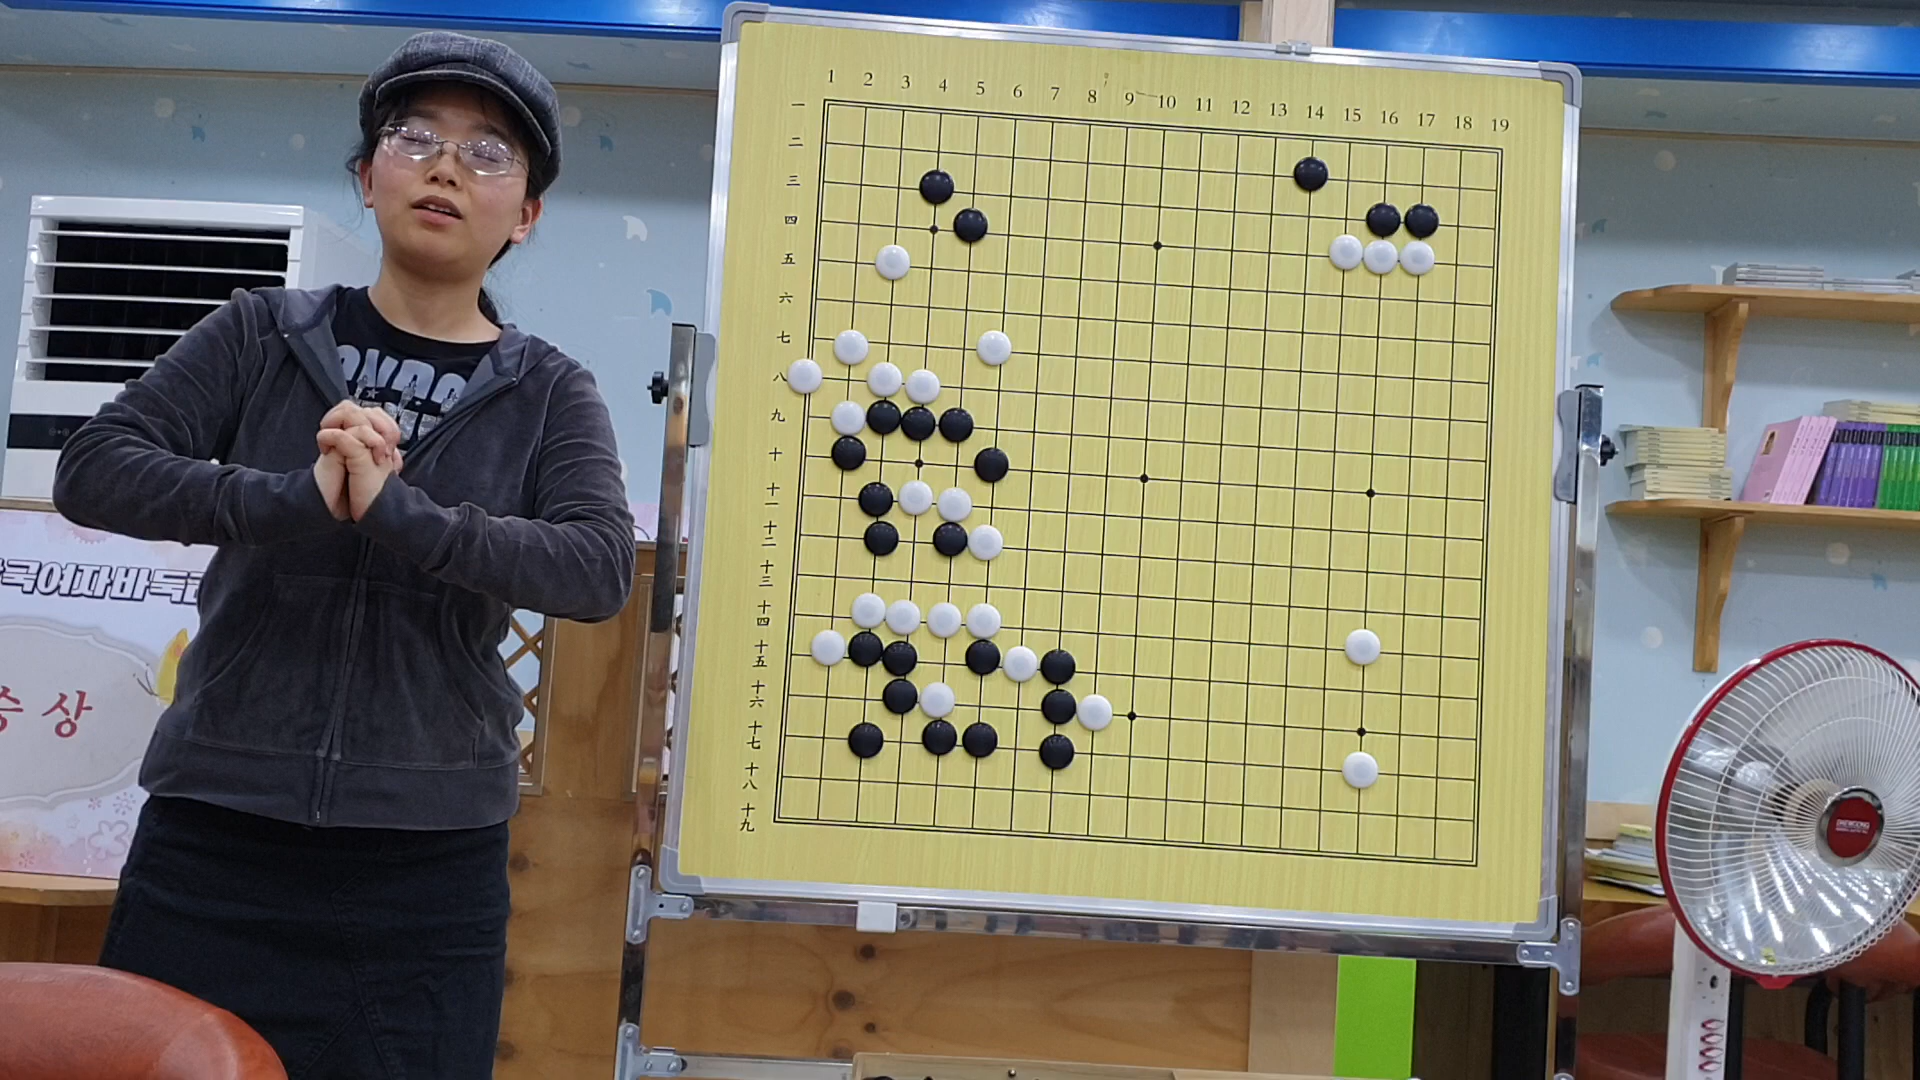 1 2 3 4 5 6 7 8 9 10 11 12 13 14 15 16 17 18 19
一
二
三
四
五
六
七
八
九
十
十一
十二
十三
十四
十五
十六
十七
十八
十九
국여자바둑
승 상